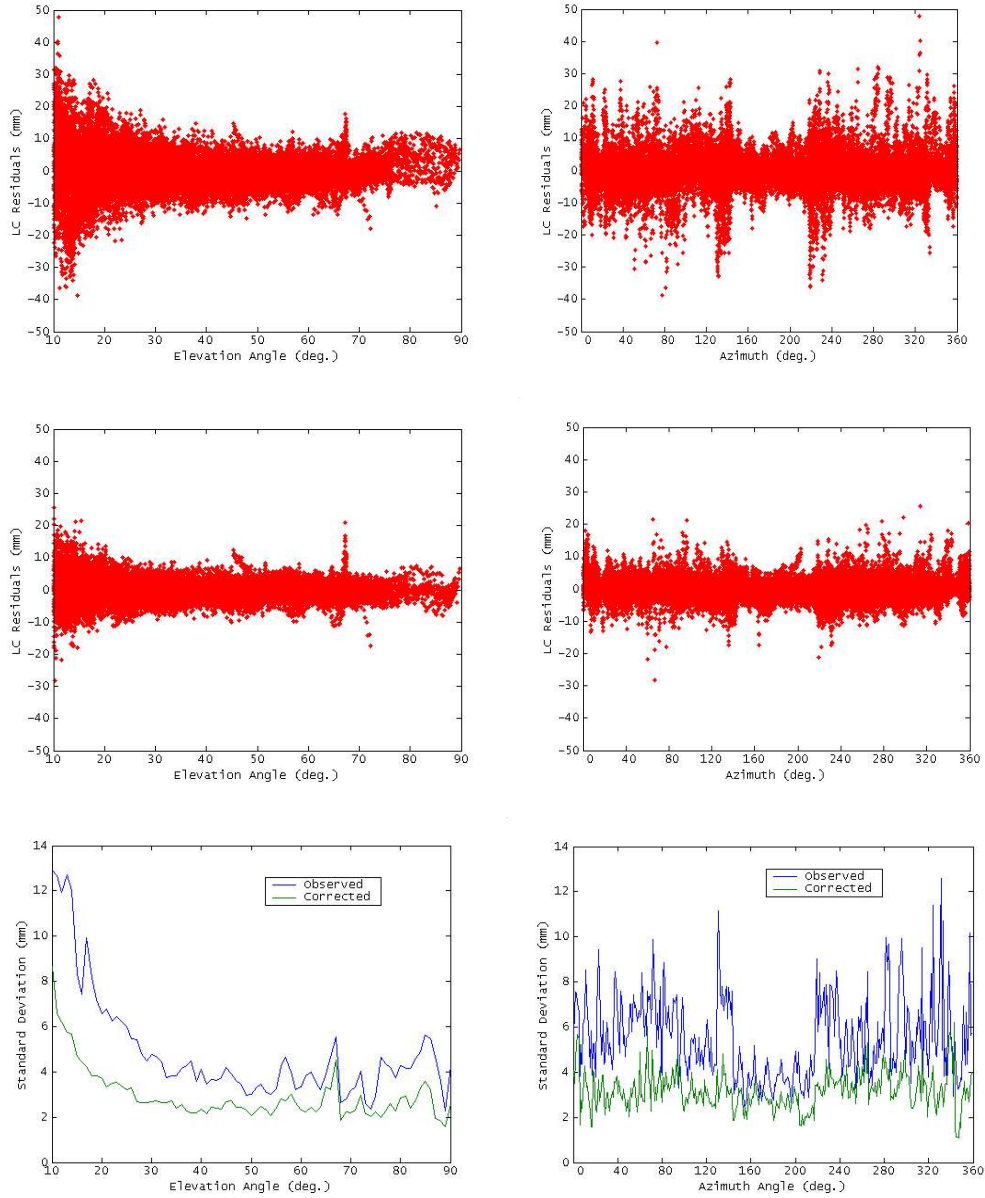 50
40
30
20
10
0
-10
-20
-30
-40
-50
LC Residuals (mm)
10 20 30 40 50 60 70 80 90
Elevation Angle (deg.)
50
40
30
20
10
0
-10
-20
-30
-40
-50
LC Residuals (mm)
0 40 80 120 160 200 240 280 320 360
Azimuth (deg.)
50
40
30
20
10
0
-10
-20
-30
-40
-50
LC Residuals (mm)
10 20 30 40 50 60 70 80 90
Elevation Angle (deg.)
50
40
30
20
10
0
-10
-20
-30
-40
-50
LC Residuals (mm)
0 40 80 120 160 200 240 280 320 360
Azimuth (deg.)
14
12
10
8
6
4
2
0
Standard Deviation (mm)
Observed
Corrected
10 20 30 40 50 60 70 80 90
Elevation Angle (deg.)
14
12
10
8
6
4
2
0
Standard Deviation (mm)
Observed
Corrected
0 40 80 120 160 200 240 280 320 360
Azimuth Angle (deg.)